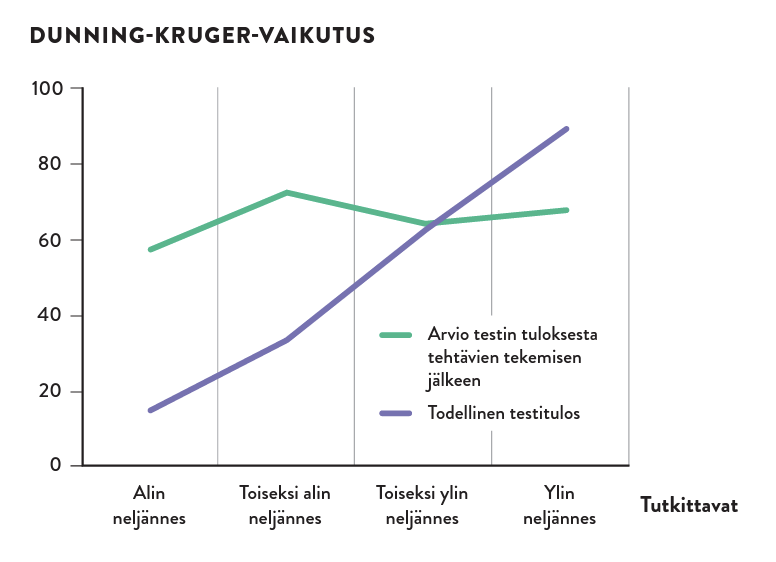 DUNNING-KRUGER-VAIKUTUS
100
80
60
40
20
0
Arvio testin tuloksesta
tehtävien tekemisen
jälkeen
Todellinen testitulos
Alin
neljännes
Toiseksi alin
neljännes
Toiseksi ylin
neljännes
Ylin
neljännes
Tutkittavat